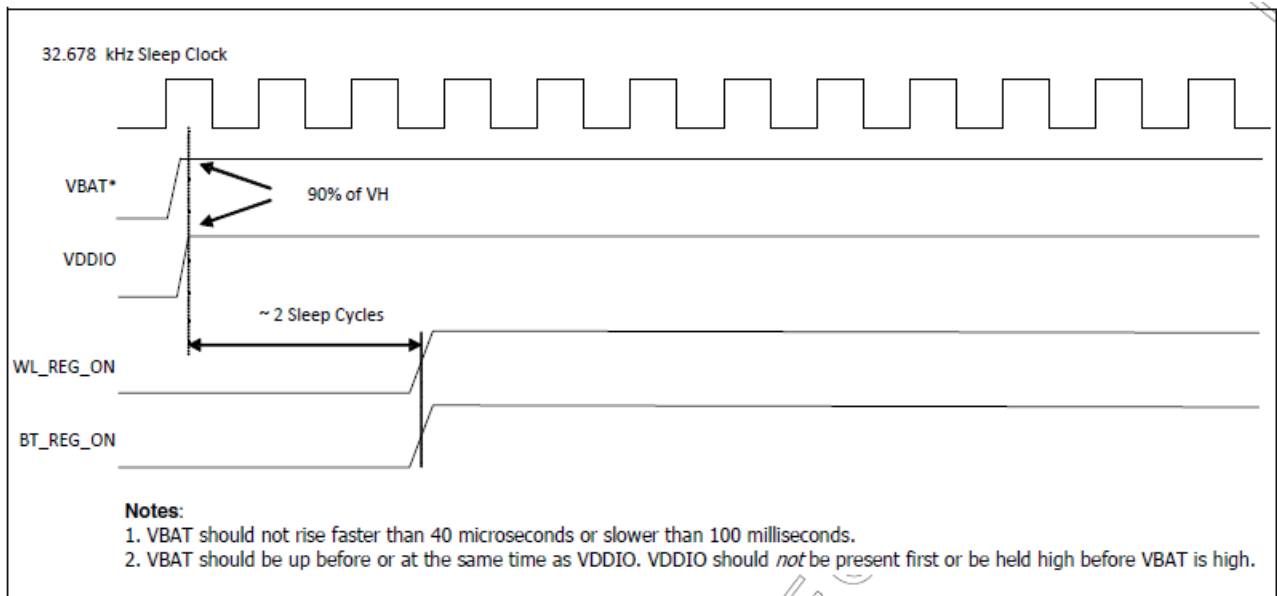 32.678 kHz Sleep Clock
VBAT*
90% of VH
VDDIO
~ 2 Sleep Cycles
WL_REG_ON
BT_REG_ON
Notes:
1. VBAT should not rise faster than 40 microseconds or slower than 100 milliseconds.
2. VBAT should be up before or at the same time as VDDIO. VDDIO should not be present first or be held high before VBAT is high.